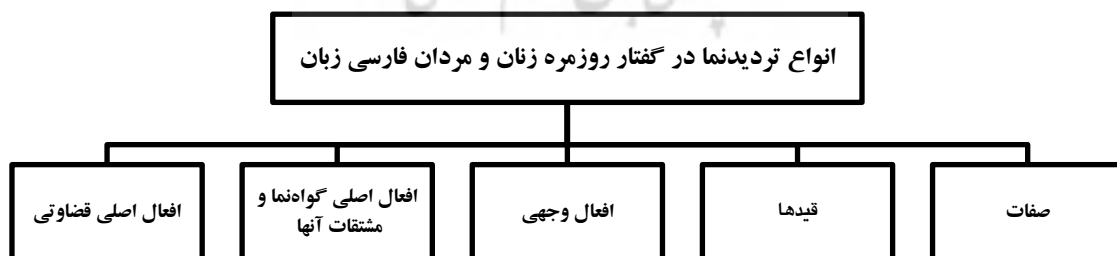 انواع تردیدنما در گفتار روزمره زنان و مردان فارسی زبان
صفات
قیدها
افعال وجهی
افعال اصلی گواه‌نما و
مشتقات آنها
افعال اصلی قضاوتی